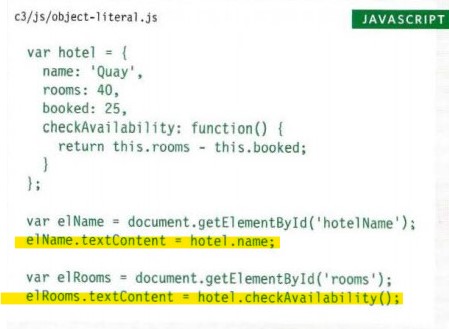 c3/js/object-literal.js
JAVASCRIPT
var hotel = {
name: 'Quay',
rooms: 40,
booked: 25,
checkAvailability: function() {
return this.rooms - this.booked;
}
};
var elName = document.getElementById('hotelName');
elName.textContent = hotel.name;
var elRooms = document.getElementById('rooms');
elRooms.textContent = hotel.checkAvailability();